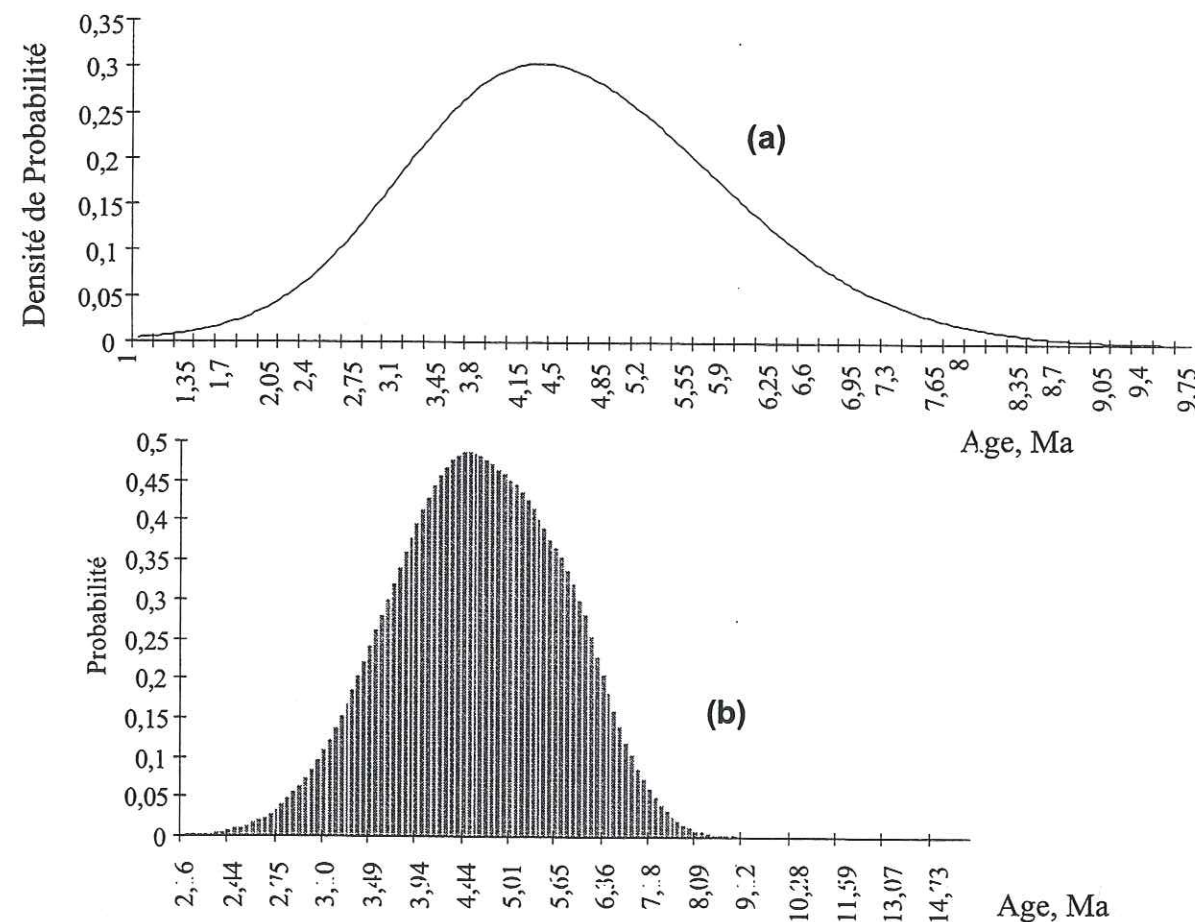 0,35
0,3
0,25
0,2
0,15
0,1
0,05
0
Densité de Probabilité
(a)
1 1,35 1,7 2,05 2,4 2,75 3,1 3,45 3,8 4,15 4,5 4,85 5,2 5,55 5,9 6,25 6,6 6,95 7,3 7,65 8 8,35 8,7 9,05 9,4 9,75
Age, Ma
0,5
0,45
0,4
0,35
0,3
0,25
0,2
0,15
0,1
0,05
0
Probabilité
(b)
2,44 2,75 3,49 3,94 4,44 5,01 5,65 6,36 8,09 10,28 11,59 13,07 14,73
Age, Ma